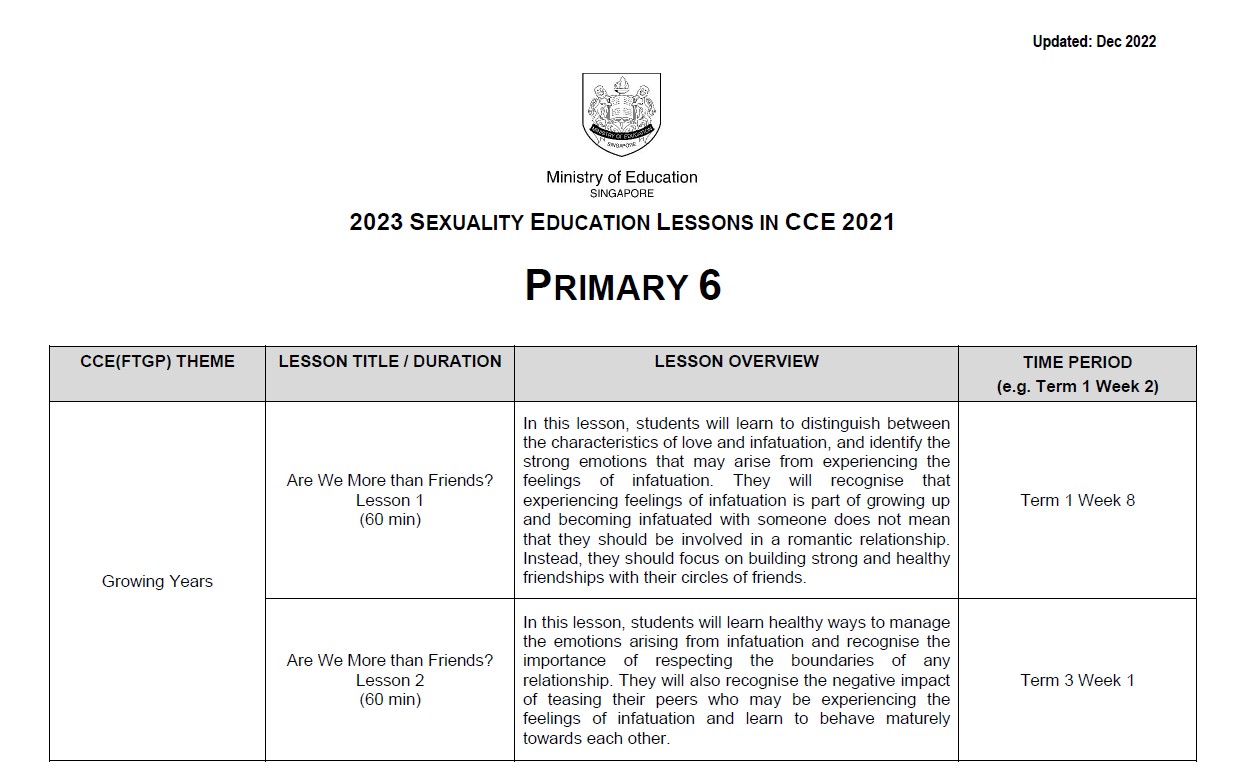 Updated: Dec 2022
MINISTRY OF EDUCATION
SINGAPORE
Ministry of Education
SINGAPORE
2023 SEXUALITY EDUCATION LESSONS IN CCE 2021
PRIMARY 6
CCE(FTGP) THEME
LESSON TITLE / DURATION
LESSON OVERVIEW
TIME PERIOD
(e.g. Term 1 Week 2)
Growing Years
Are We More than Friends?
Lesson 1
(60 min)
In this lesson, students will learn to distinguish between
the characteristics of love and infatuation, and identify the
strong emotions that may arise from experiencing the
feelings of infatuation. They will recognise that
experiencing feelings of infatuation is part of growing up
and becoming infatuated with someone does not mean
that they should be involved in a romantic relationship.
Instead, they should focus on building strong and healthy
friendships with their circles of friends.
Term 1 Week 8
Are We More than Friends?
Lesson 2
(60 min)
In this lesson, students will learn healthy ways to manage
the emotions arising from infatuation and recognise the
importance of respecting the boundaries of any
relationship. They will also recognise the negative impact
of teasing their peers who may be experiencing the
feelings of infatuation and learn to behave maturely
towards each other.
Term 3 Week 1